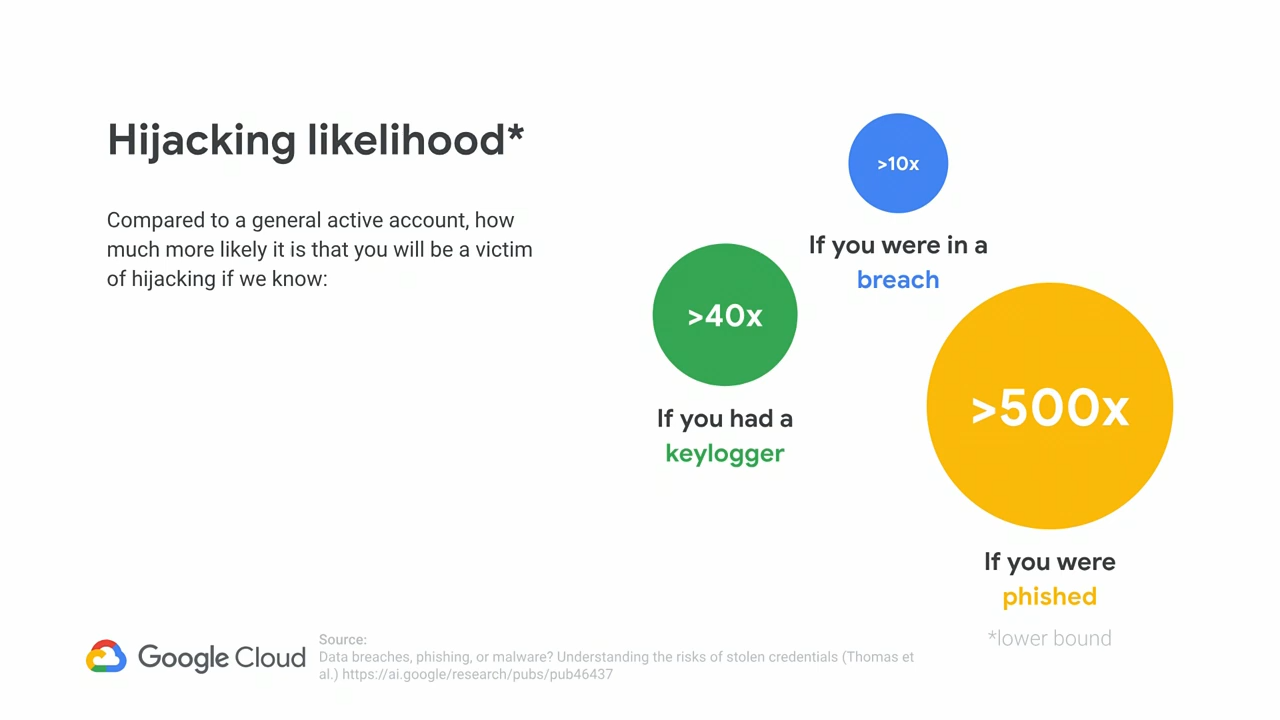 Hijacking likelihood*
Compared to a general active account, how
much more likely it is that you will be a victim
of hijacking if we know:
>10x
If you were in a
breach
>40x
If you had a
keylogger
>500x
If you were
phished
*lower bound
Google Cloud
Source:
Data breaches, phishing, or malware? Understanding the risks of stolen credentials (Thomas et
al.) https://ai.google/research/pubs/pub46437